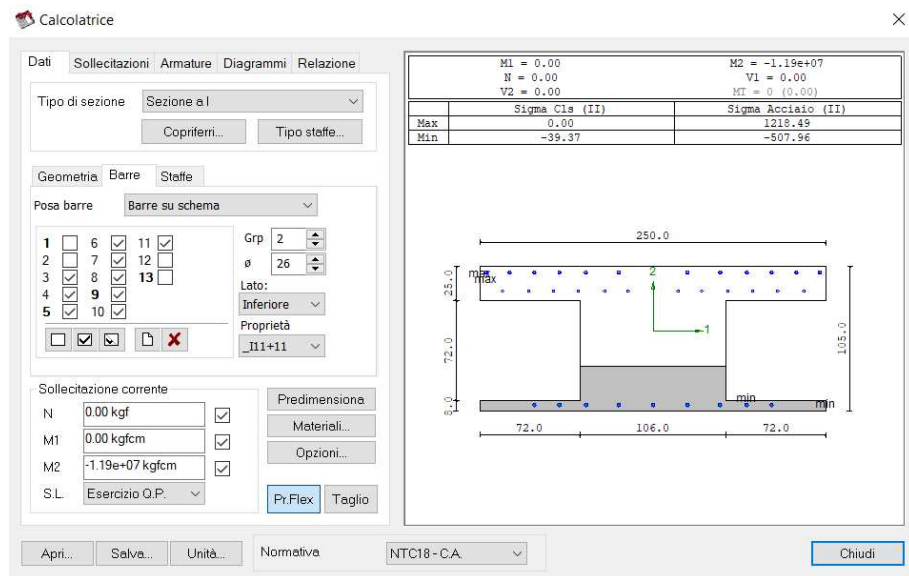 Calcolatrice
Dati Sollecitazioni Armature Diagrammi Relazione
Tipo di sezione Sezione a I
Copriferri... Tipo staffe...
Geometria Barre Staffe
Posa barre Barre su schema
1 6 11
2 7 12
3 8 13
4 9
5 10
Grp 2
ø 26
Lato:
Inferiore
Proprietà
_I11+11
Sollecitazione corrente
N 0.00 kgf
M1 0.00 kgfcm
M2 -1.19e+07 kgfcm
S.L. Esercizio Q.P.
Predimensiona
Materiali...
Opzioni...
Pr.Flex Taglio
M1 = 0.00 M2 = -1.19e+07
N = 0.00 V1 = 0.00
V2 = 0.00 MT = 0 (0.00)
Sigma Cls (II) Sigma Acciaio (II)
Max 0.00 1218.49
Min -39.37 -507.96
250.0
25.0
max
max
2
1
72.0
105.0
8.0
min
min
72.0 106.0 72.0
Apri... Salva... Unità... Normativa NTC18 - C.A. Chiudi